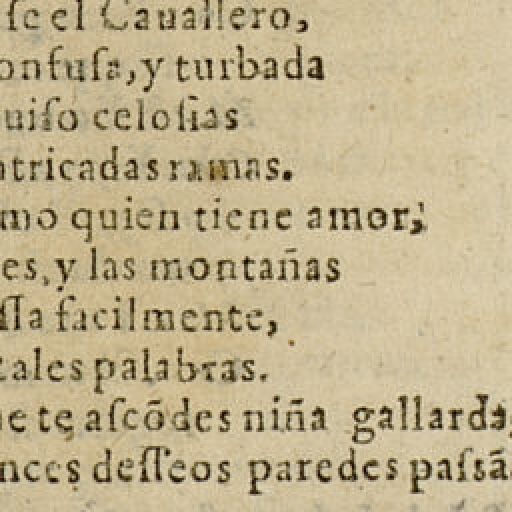 ſe el Cauallero,
onfuſa, y turbada
uiſo celoſias
ntricadas ramas.
mo quien tiene amor,
es, y las montañas
ſſa facilmente,
tales palabras.
e te aſcõdes niña gallarda,
nces deſſeos paredes paſsã